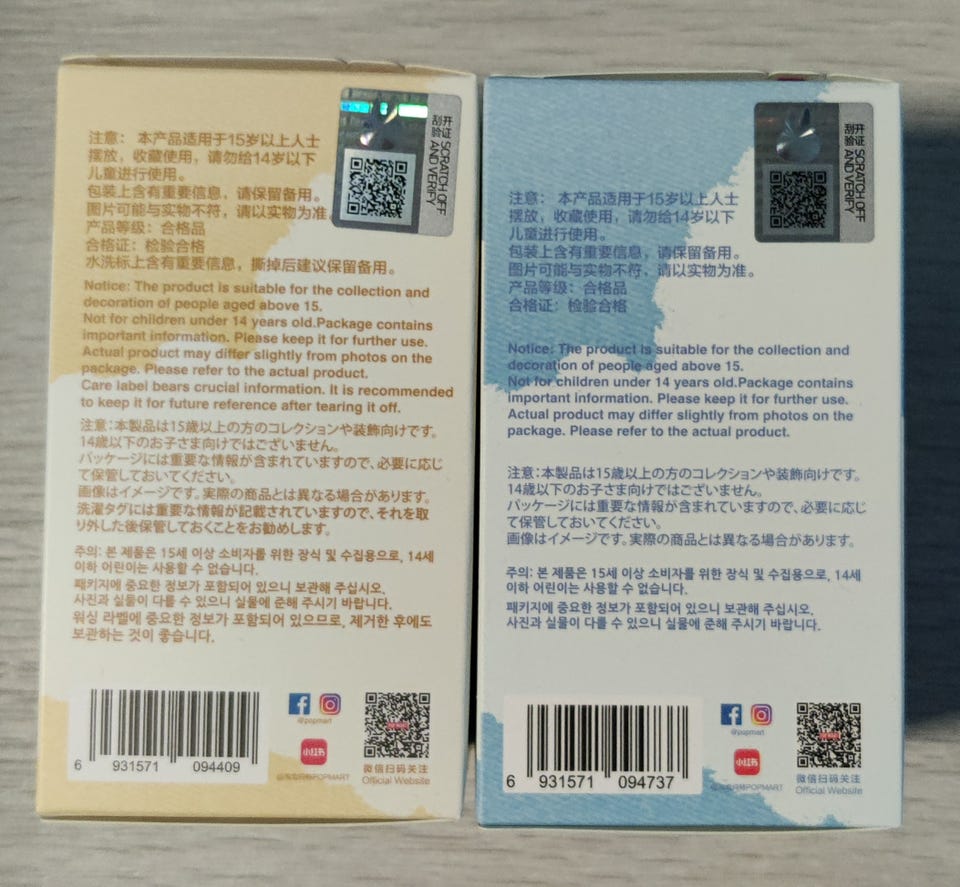 开证 SCRATCH OFF
刮验 AND VERIFY
注意： 本产品适用于15岁以上人士
摆放，收藏使用，请勿给14岁以下
儿童进行使用。
包装上含有重要信息，请保留备用。
图片可能与实物不符，请以实物为准。
产品等级：合格品
合格证：检验合格
水洗标上含有重要信息，撕掉后建议保留备用。
Notice: The product is suitable for the collection and
decoration of people aged above 15.
Not for children under 14 years old.Package contains
important information. Please keep it for further use.
Actual product may differ slightly from photos on the
package. Please refer to the actual product.
Care label bears crucial information. It is recommended
to keep it for future reference after tearing it off.
注意：本製品は15歳以上の方のコレクションや装飾向けです。
14歳以下のお子さま向けではございません。
パッケージには重要な情報が含まれていますので、必要に応じ
て保管しておいてください。
画像はイメージです。実際の商品とは異なる場合があります。
洗濯タグには重要な情報が記載されていますので、それを取
り外した後保管しておくことをお勧めします。
주의: 본 제품은 15세 이상 소비자를 위한 장식 및 수집용으로, 14세
이하 어린이는 사용할 수 없습니다.
패키지에 중요한 정보가 포함되어 있으니 보관해 주십시오.
사진과 실물이 다를 수 있으니 실물에 준해 주시기 바랍니다.
워싱 라벨에 중요한 정보가 포함되어 있으므로, 제거한 후에도
보관하는 것이 좋습니다.
6 931571 094409
@popmart
小红书
POPMART
POP MART
微信扫码关注
Official Website
开证 SCRATCH OFF
刮验 AND VERIFY
注意： 本产品适用于15岁以上人士
摆放，收藏使用，请勿给14岁以下
儿童进行使用。
包装上含有重要信息，请保留备用。
图片可能与实物不符，请以实物为准。
产品等级：合格品
合格证：检验合格
Notice: The product is suitable for the collection and
decoration of people aged above 15.
Not for children under 14 years old.Package contains
important information. Please keep it for further use.
Actual product may differ slightly from photos on the
package. Please refer to the actual product.
注意：本製品は15歳以上の方のコレクションや装飾向けです。
14歳以下のお子さま向けではございません。
パッケージには重要な情報が含まれていますので、必要に応じ
て保管しておいてください。
画像はイメージです。実際の商品とは異なる場合があります。
주의: 본 제품은 15세 이상 소비자를 위한 장식 및 수집용으로, 14세
이하 어린이는 사용할 수 없습니다.
패키지에 중요한 정보가 포함되어 있으니 보관해 주십시오.
사진과 실물이 다를 수 있으니 실물에 준해 주시기 바랍니다.
6 931571 094737
@popmart
小红书
POPMART
POP MART
微信扫码关注
Official Website